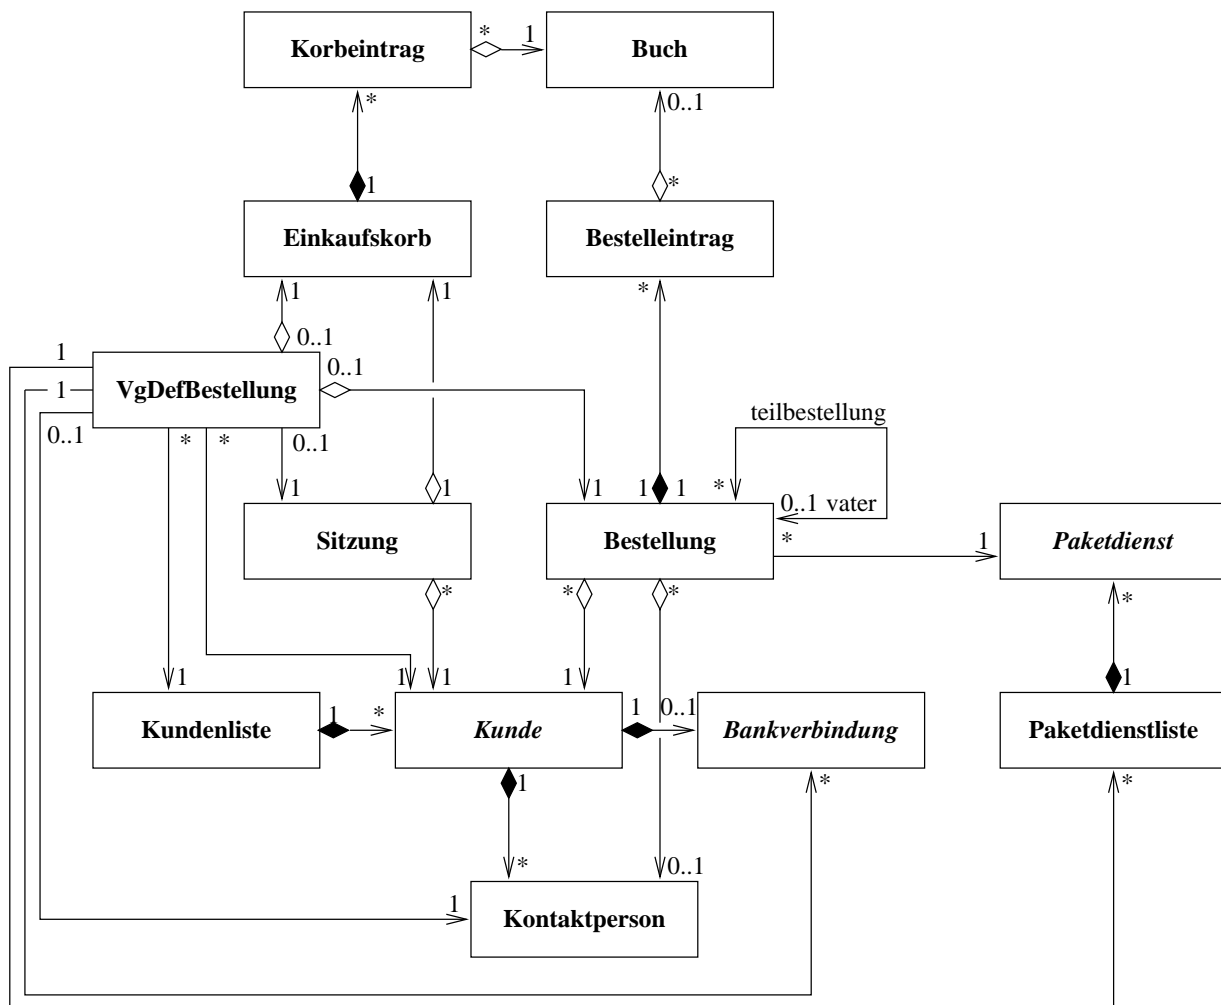 * 1
Korbeintrag Buch
* 0..1
1 *
Einkaufskorb Bestelleintrag
1 1 *
0..1
1 0..1
1 VgDefBestellung
teilbestellung
0..1 * * 0..1
1 1 1 1 *
0..1 vater
Sitzung Bestellung * 1 Paketdienst
* * * *
1 1 1 1 1
1 * 1 0..1
Kundenliste Kunde Bankverbindung Paketdienstliste
1 * *
* 0..1
1
Kontaktperson